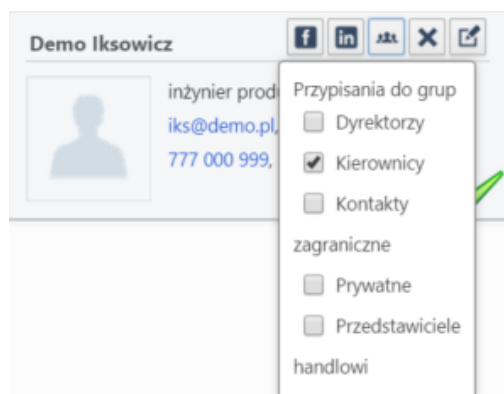 Demo Iksowicz
inżynier prod
iks@demo.pl,
777 000 999,
Przypisania do grup
Dyrektorzy
Kierownicy
Kontakty
zagraniczne
Prywatne
Przedstawiciele
handlowi